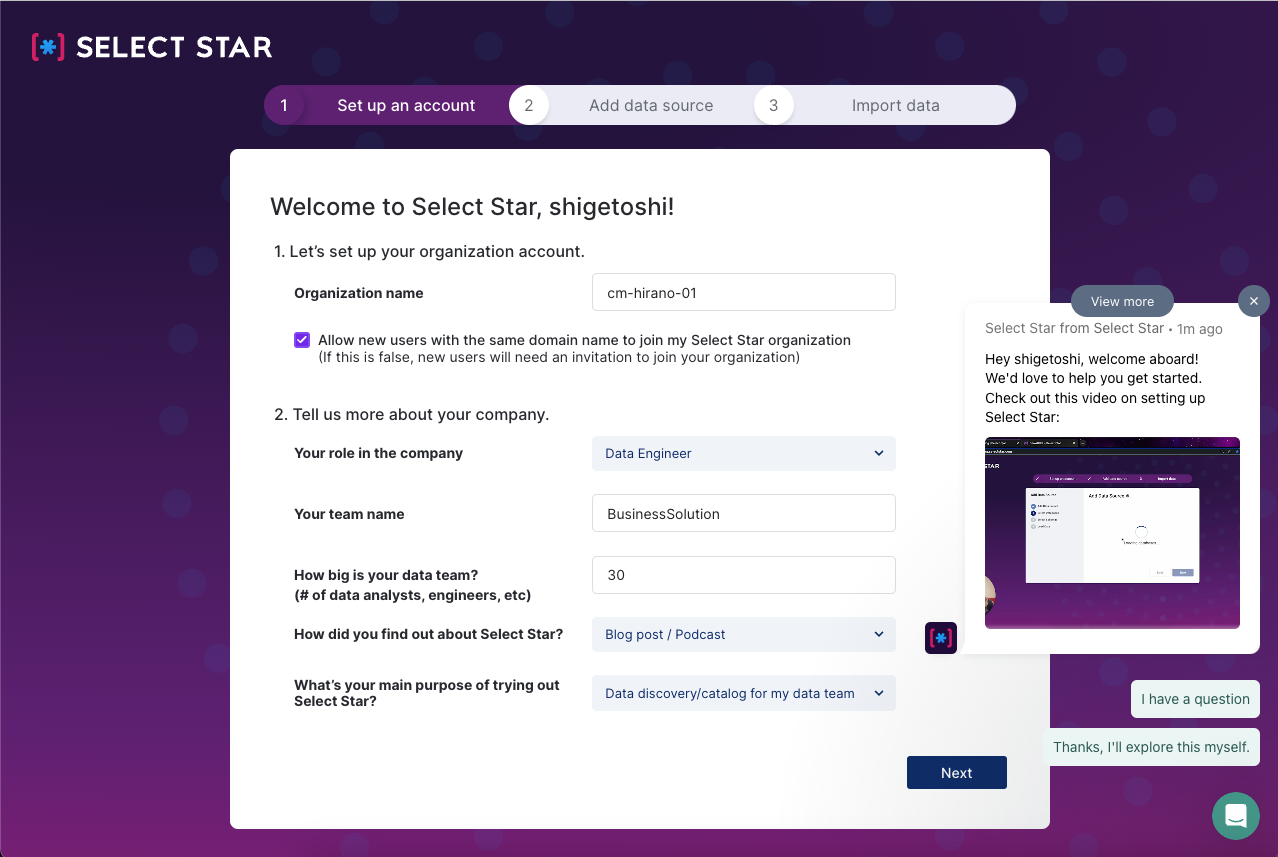 [*] SELECT STAR
1 Set up an account 2 Add data source 3 Import data
Welcome to Select Star, shigetoshi!
1. Let’s set up your organization account.
Organization name cm-hirano-01
Allow new users with the same domain name to join my Select Star organization
(If this is false, new users will need an invitation to join your organization)
2. Tell us more about your company.
Your role in the company Data Engineer
Your team name BusinessSolution
How big is your data team? 30
(# of data analysts, engineers, etc)
How did you find out about Select Star? Blog post / Podcast
What’s your main purpose of trying out
Select Star?
Data discovery/catalog for my data team
Next
View more
Select Star from Select Star • 1m ago
Hey shigetoshi, welcome aboard!
We'd love to help you get started.
Check out this video on setting up
Select Star:
STAR
Add Data Source
[*]
I have a question
Thanks, I'll explore this myself.